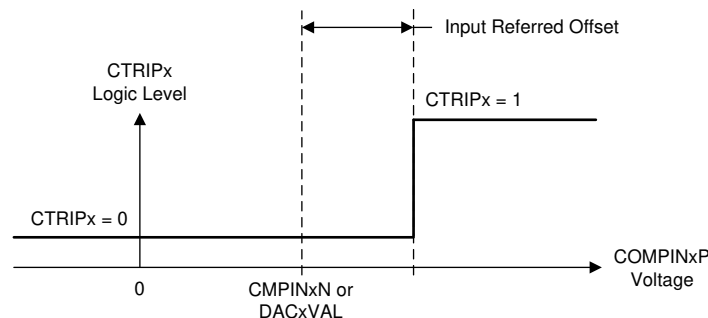 Input Referred Offset
CTRIPx
Logic Level
CTRIPx = 1
CTRIPx = 0
COMPINxP
Voltage
0
CMPINxN or
DACxVAL